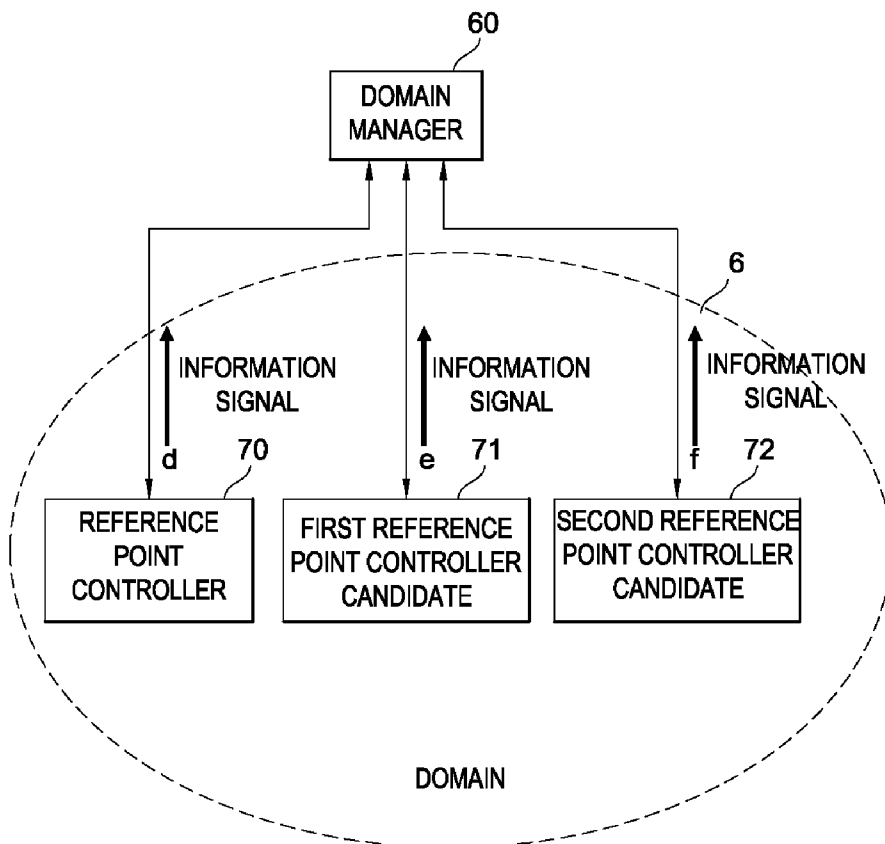 60
DOMAIN
MANAGER
6
INFORMATION
SIGNAL
d
INFORMATION
SIGNAL
e
INFORMATION
SIGNAL
f
70
REFERENCE
POINT
CONTROLLER
71
FIRST REFERENCE
POINT CONTROLLER
CANDIDATE
72
SECOND REFERENCE
POINT CONTROLLER
CANDIDATE
DOMAIN